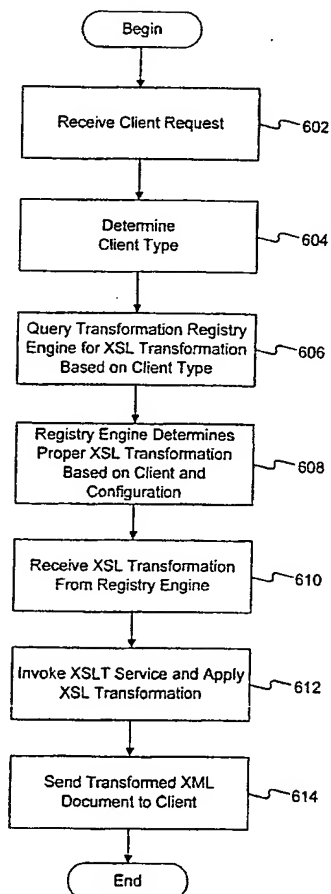 Begin
Receive Client Request
602
Determine
Client Type
604
Query Transformation Registry
Engine for XSL Transformation
Based on Client Type
606
Registry Engine Determines
Proper XSL Transformation
Based on Client and
Configuration
608
Receive XSL Transformation
From Registry Engine
610
Invoke XSLT Service and Apply
XSL Transformation
612
Send Transformed XML
Document to Client
614
End